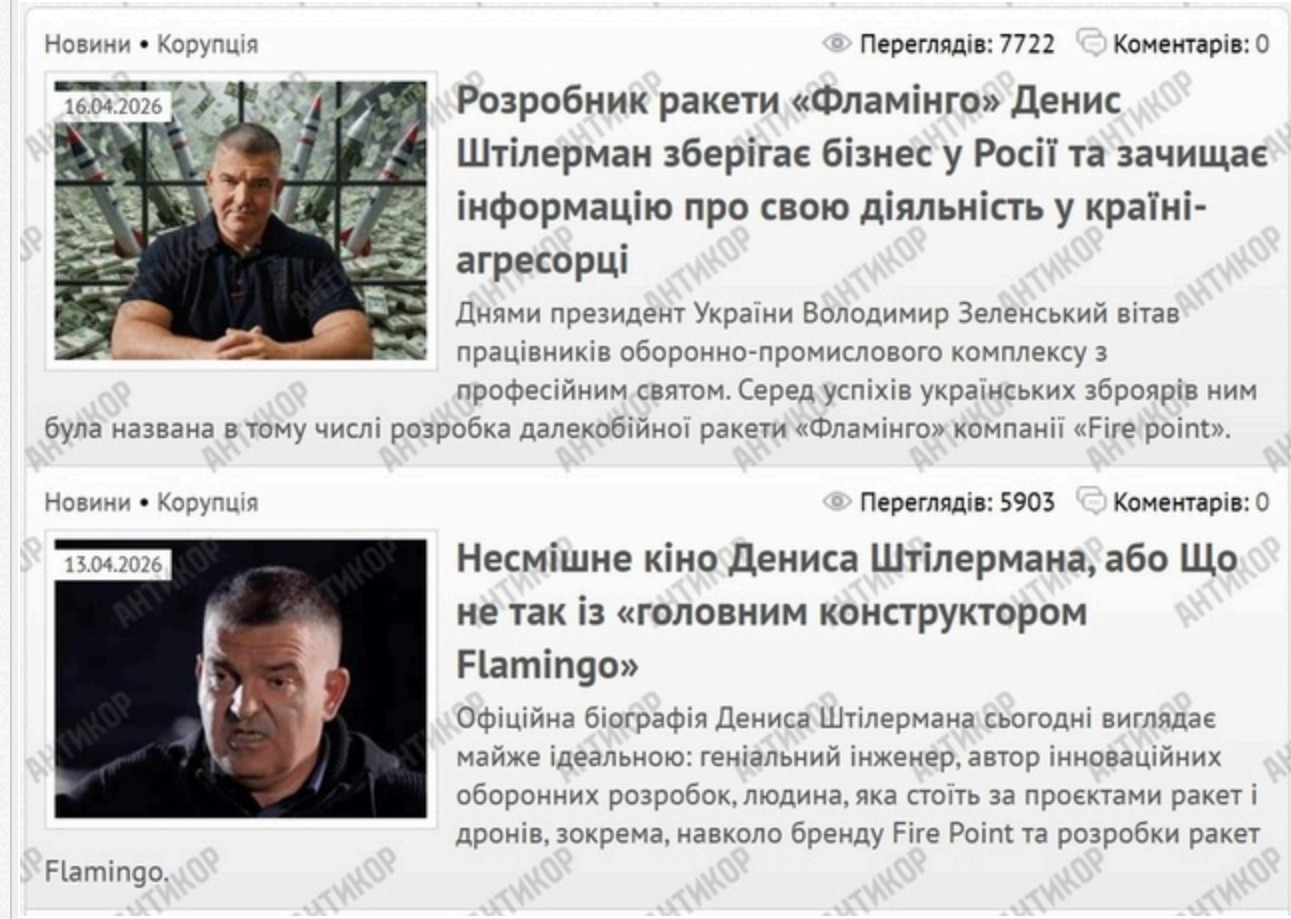 Новини • Корупція
Переглядів: 7722 Коментарів: 0
16.04.2026
Розробник ракети «Фламінго» Денис
Штілерман зберігає бізнес у Росії та зачищає
інформацію про свою діяльність у країні-
агресорці
Днями президент України Володимир Зеленський вітав
працівників оборонно-промислового комплексу з
професійним святом. Серед успіхів українських зброярів ним
була названа в тому числі розробка далекобійної ракети «Фламінго» компанії «Fire point».
Новини • Корупція
Переглядів: 5903 Коментарів: 0
13.04.2026
Несмішне кіно Дениса Штілермана, або Що
не так із «головним конструктором
Flamingo»
Офіційна біографія Дениса Штілермана сьогодні виглядає
майже ідеальною: геніальний інженер, автор інноваційних
оборонних розробок, людина, яка стоїть за проєктами ракет і
дронів, зокрема, навколо бренду Fire Point та розробки ракет
Flamingo.
АНТИКОР